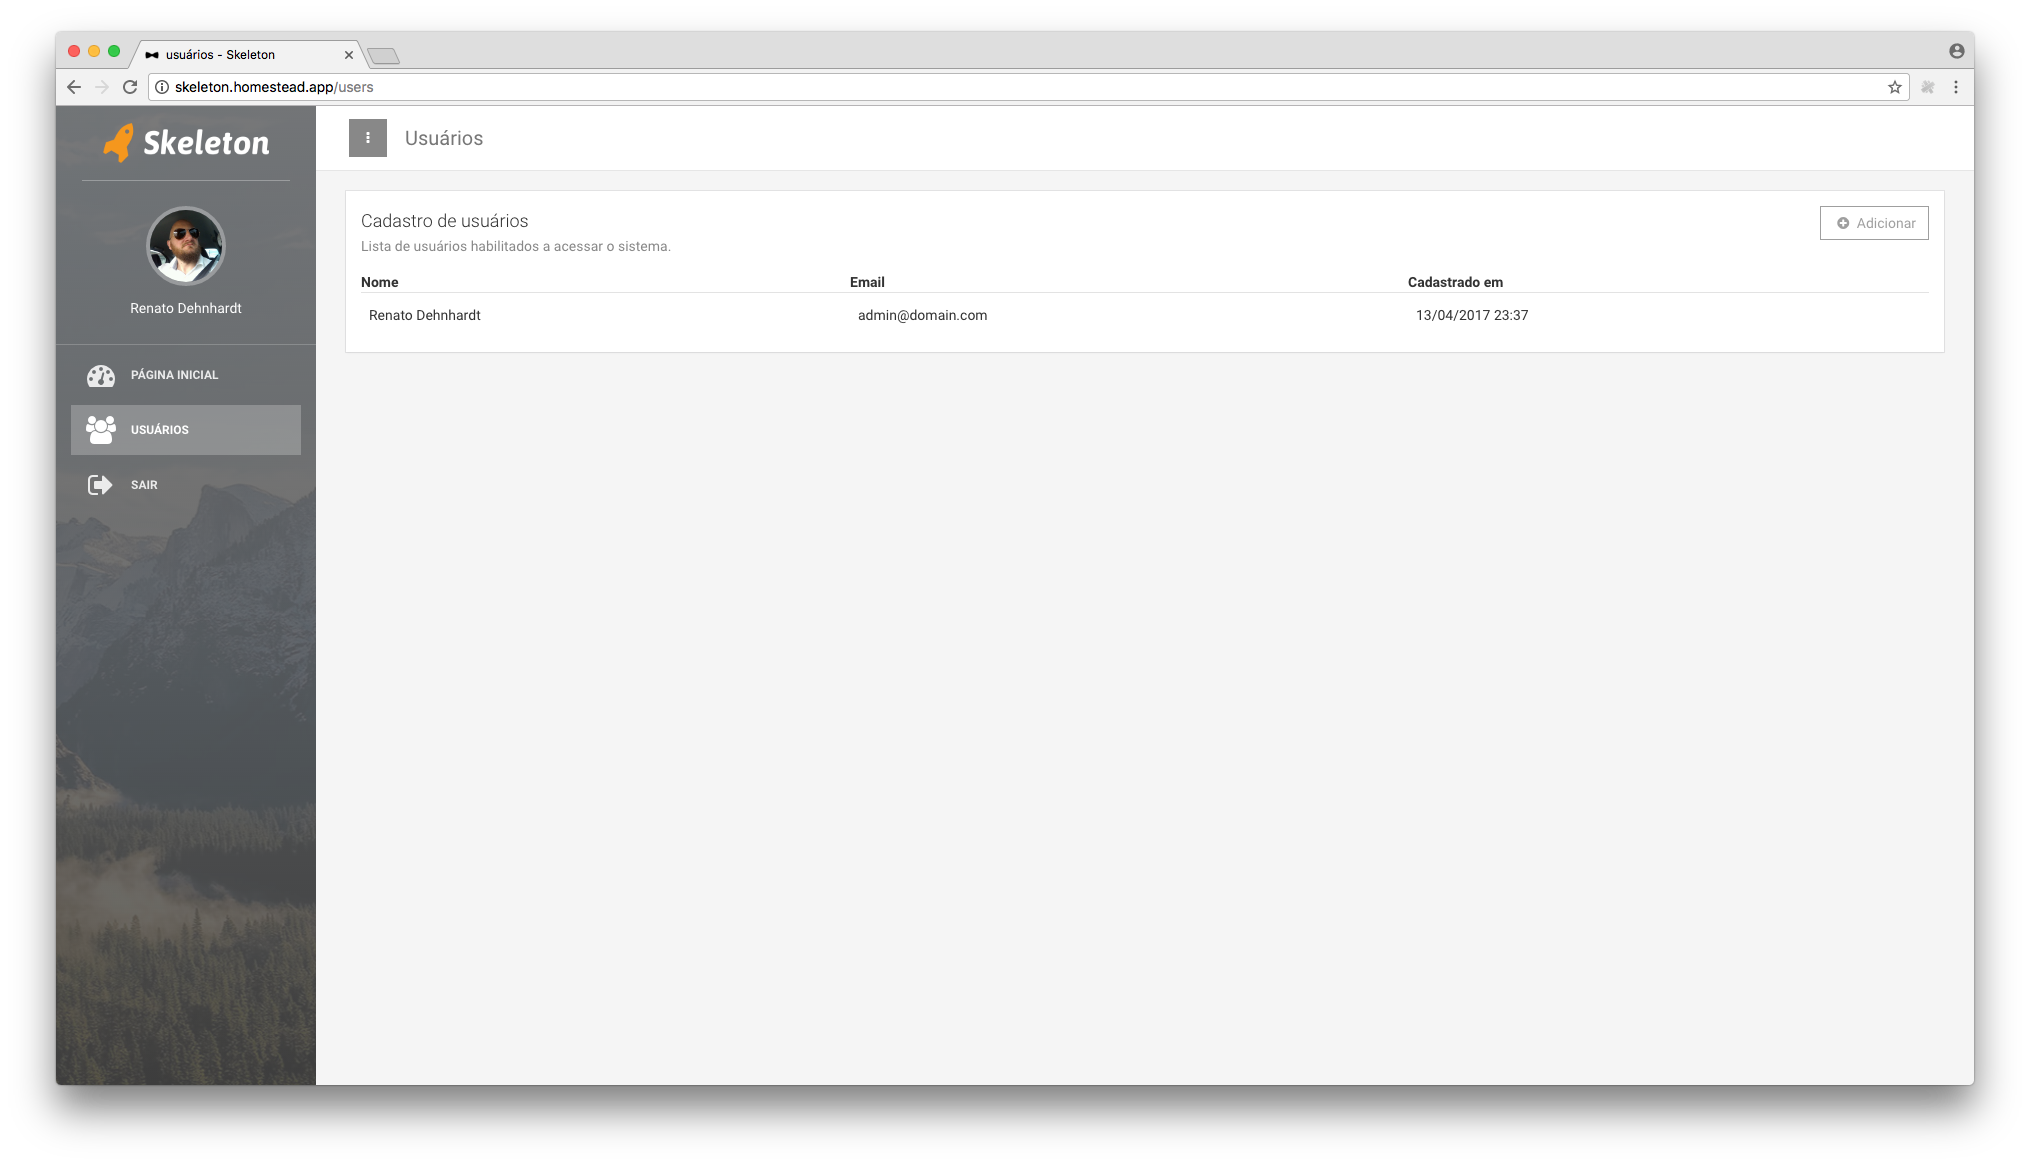 usuários - Skeleton
skeleton.homestead.app/users
Skeleton
Renato Dehnhardt
PÁGINA INICIAL
USUÁRIOS
SAIR
Usuários
Cadastro de usuários
Lista de usuários habilitados a acessar o sistema.
Adicionar
Nome Email Cadastrado em
Renato Dehnhardt admin@domain.com 13/04/2017 23:37